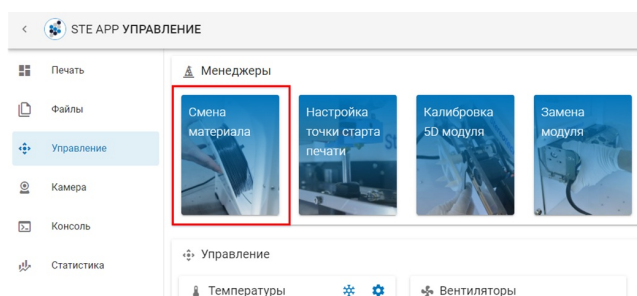 STE APP УПРАВЛЕНИЕ
Печать
Файлы
Управление
Камера
Консоль
Статистика
Менеджеры
Смена
материала
Настройка
точки старта
печати
Калибровка
5D модуля
Замена
модуля
Управление
Температуры
Вентиляторы